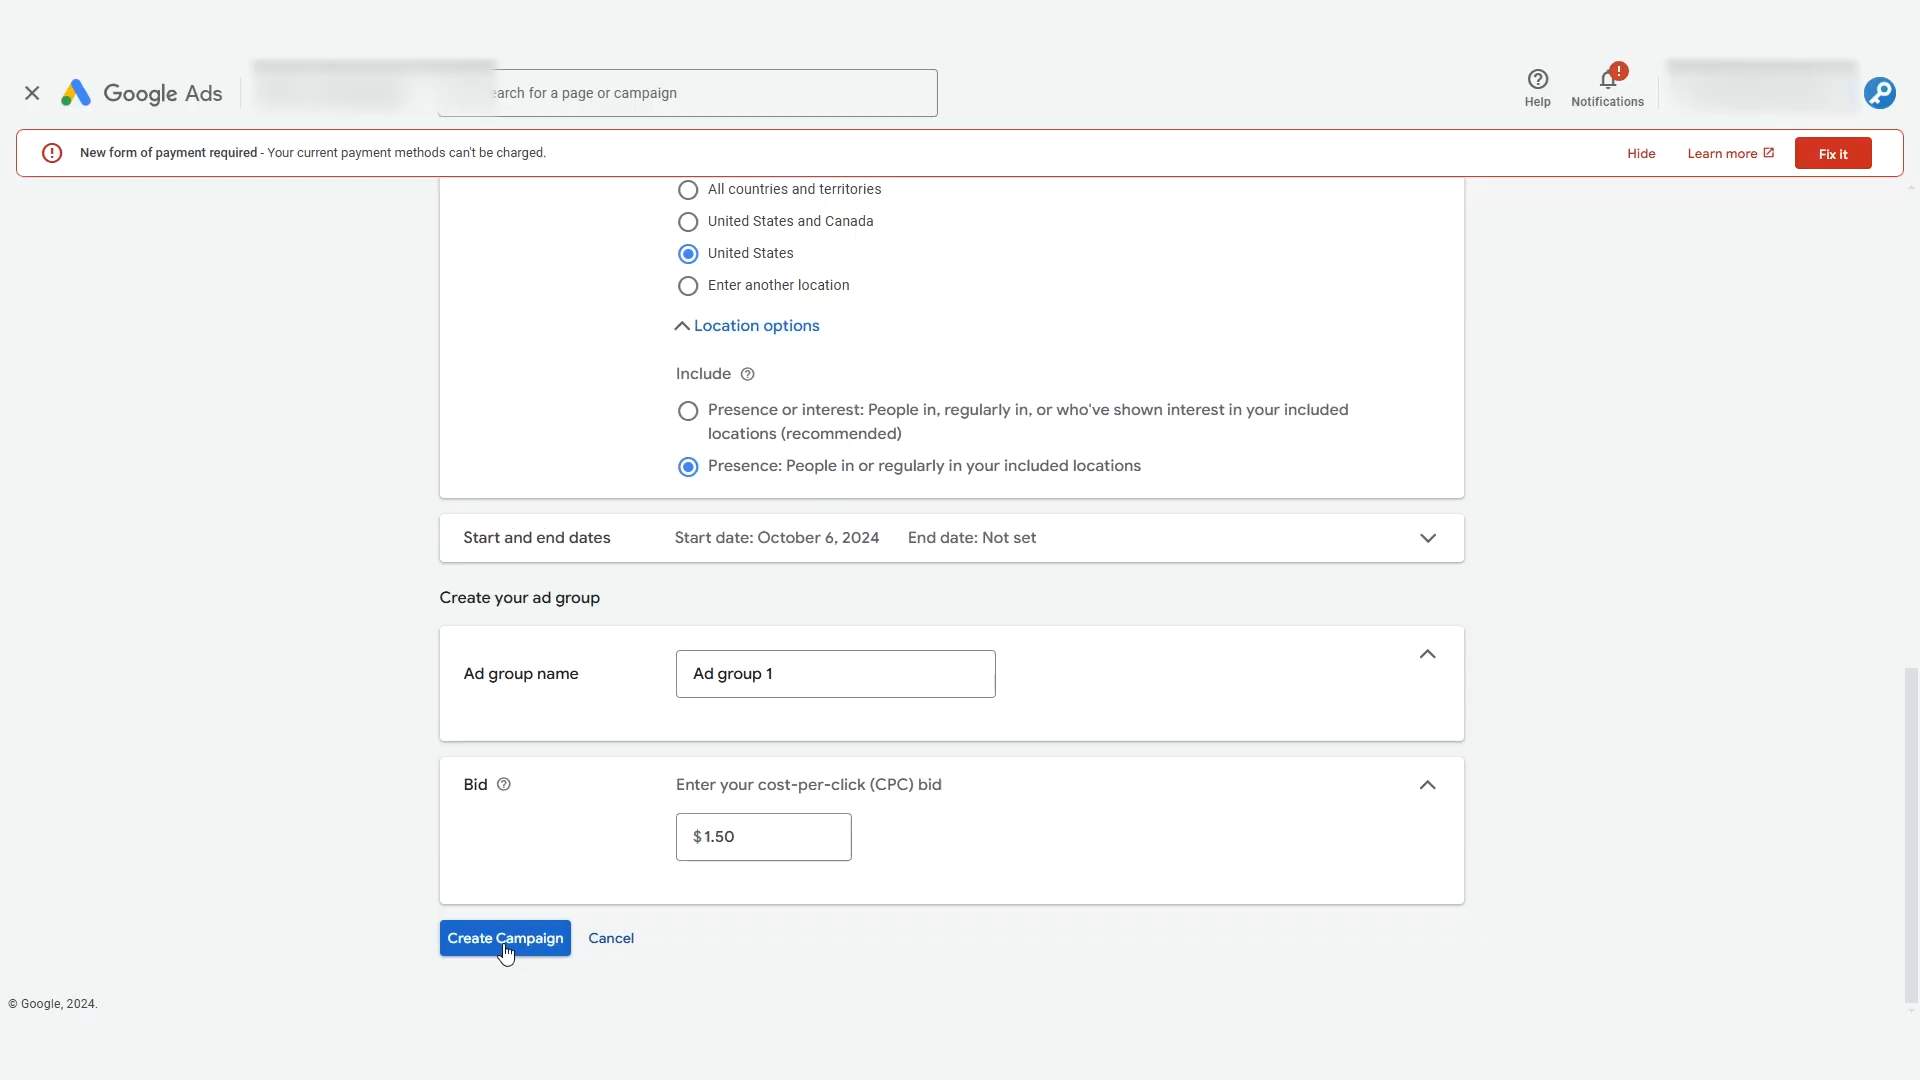 Google Ads
earch for a page or campaign
Help
Notifications
New form of payment required - Your current payment methods can't be charged.
Hide
Learn more
Fix it
All countries and territories
United States and Canada
United States
Enter another location
Location options
Include
Presence or interest: People in, regularly in, or who've shown interest in your included
locations (recommended)
Presence: People in or regularly in your included locations
Start and end dates
Start date: October 6, 2024
End date: Not set
Create your ad group
Ad group name
Ad group 1
Bid
Enter your cost-per-click (CPC) bid
$ 1.50
Create Campaign
Cancel
© Google, 2024.